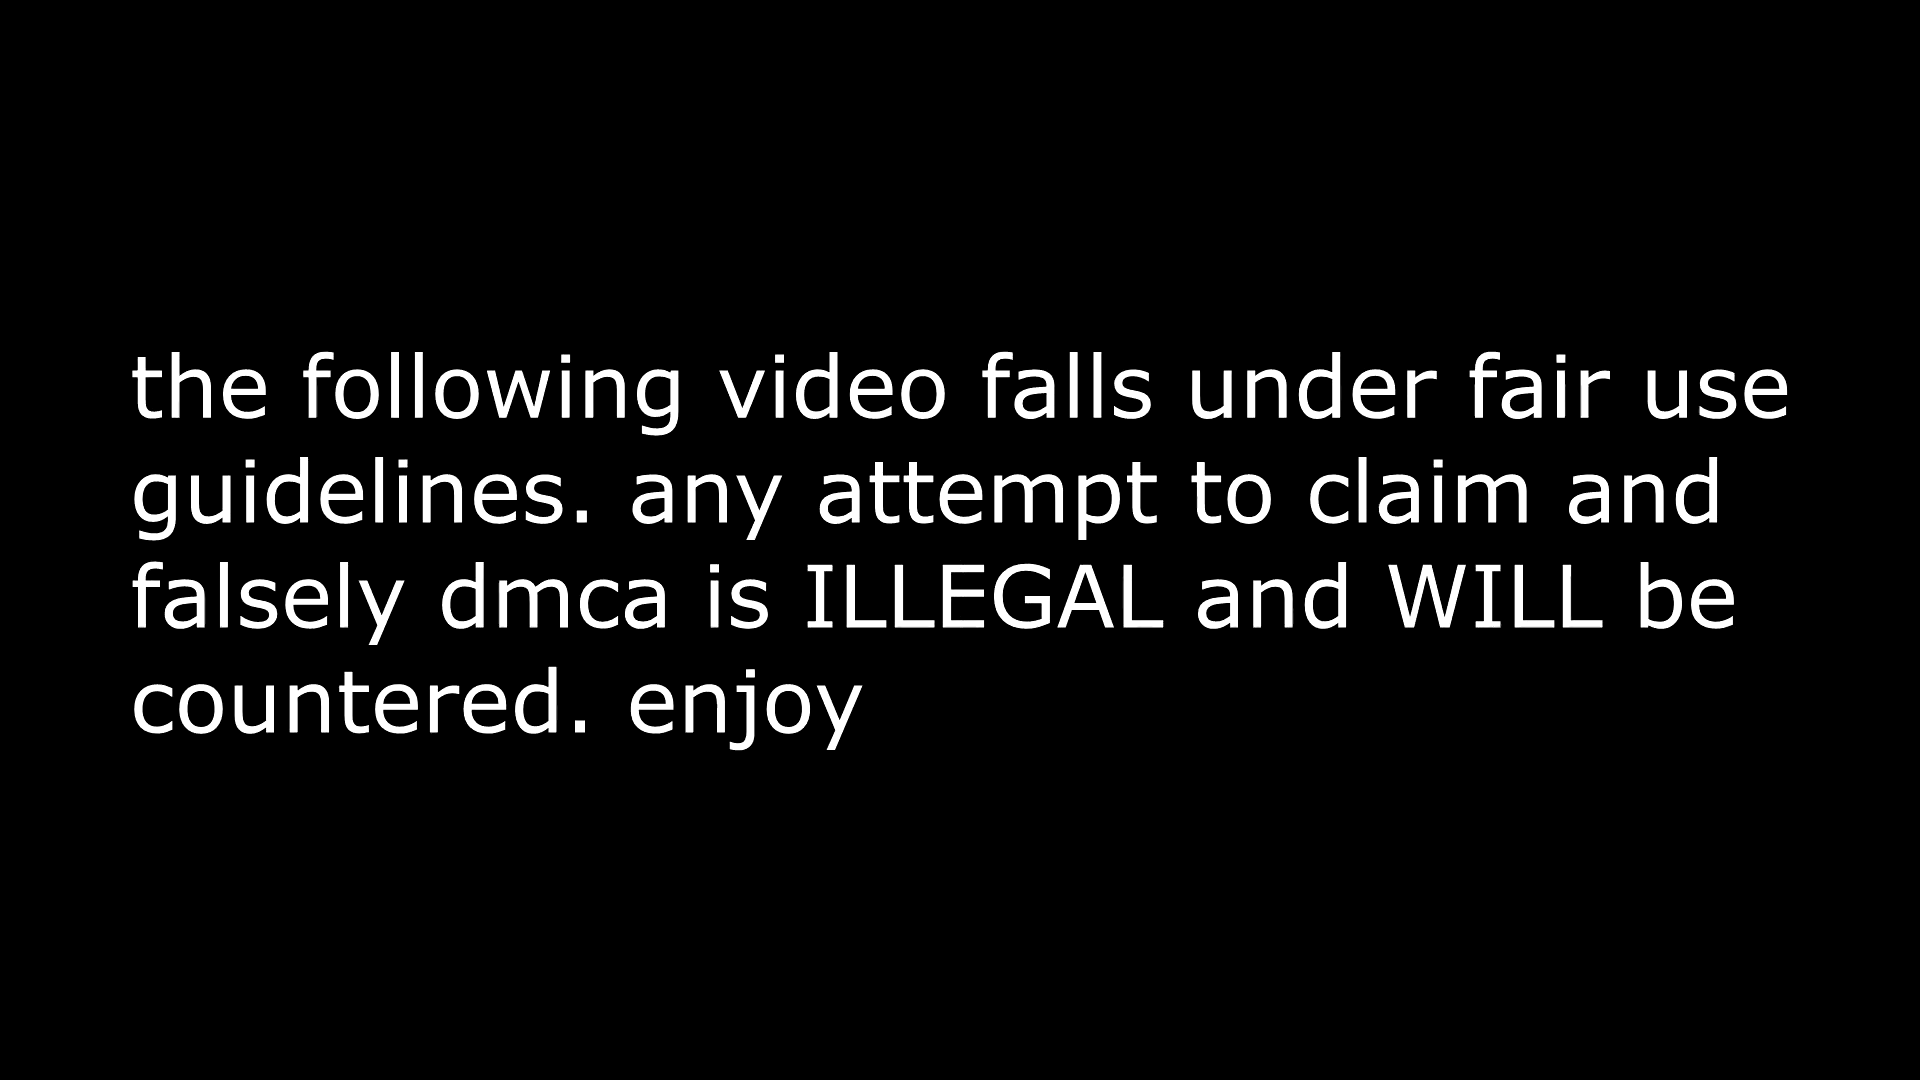 the following video falls under fair use
guidelines. any attempt to claim and
falsely dmca is ILLEGAL and WILL be
countered. enjoy